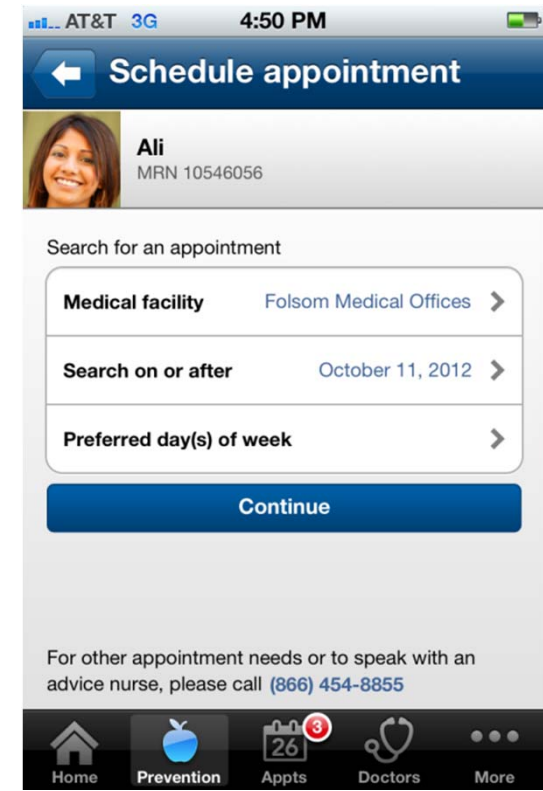 AT&T 3G 4:50 PM
Schedule appointment
Ali
MRN 10546056
Search for an appointment
Medical facility Folsom Medical Offices
Search on or after October 11, 2012
Preferred day(s) of week
Continue
For other appointment needs or to speak with an
advice nurse, please call (866) 454-8855
3
26
Home Prevention Appts Doctors More